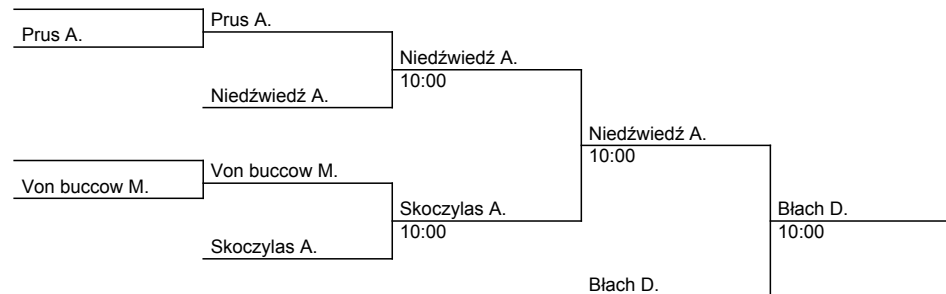 Prus A.
Prus A.
Niedźwiedź A.
10:00
Niedźwiedź A.
Niedźwiedź A.
10:00
Von buccow M.
Von buccow M.
Skoczylas A.
10:00
Błach D.
10:00
Skoczylas A.
Błach D.